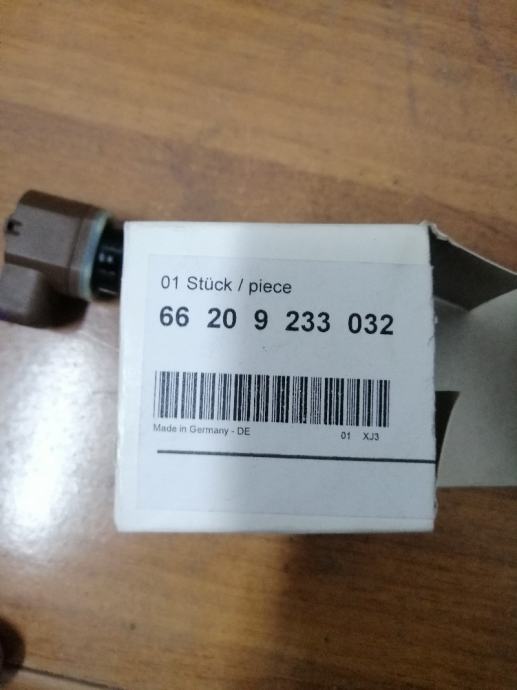 01 Stück / piece
66 20 9 233 032
Made in Germany - DE
01 XJ3